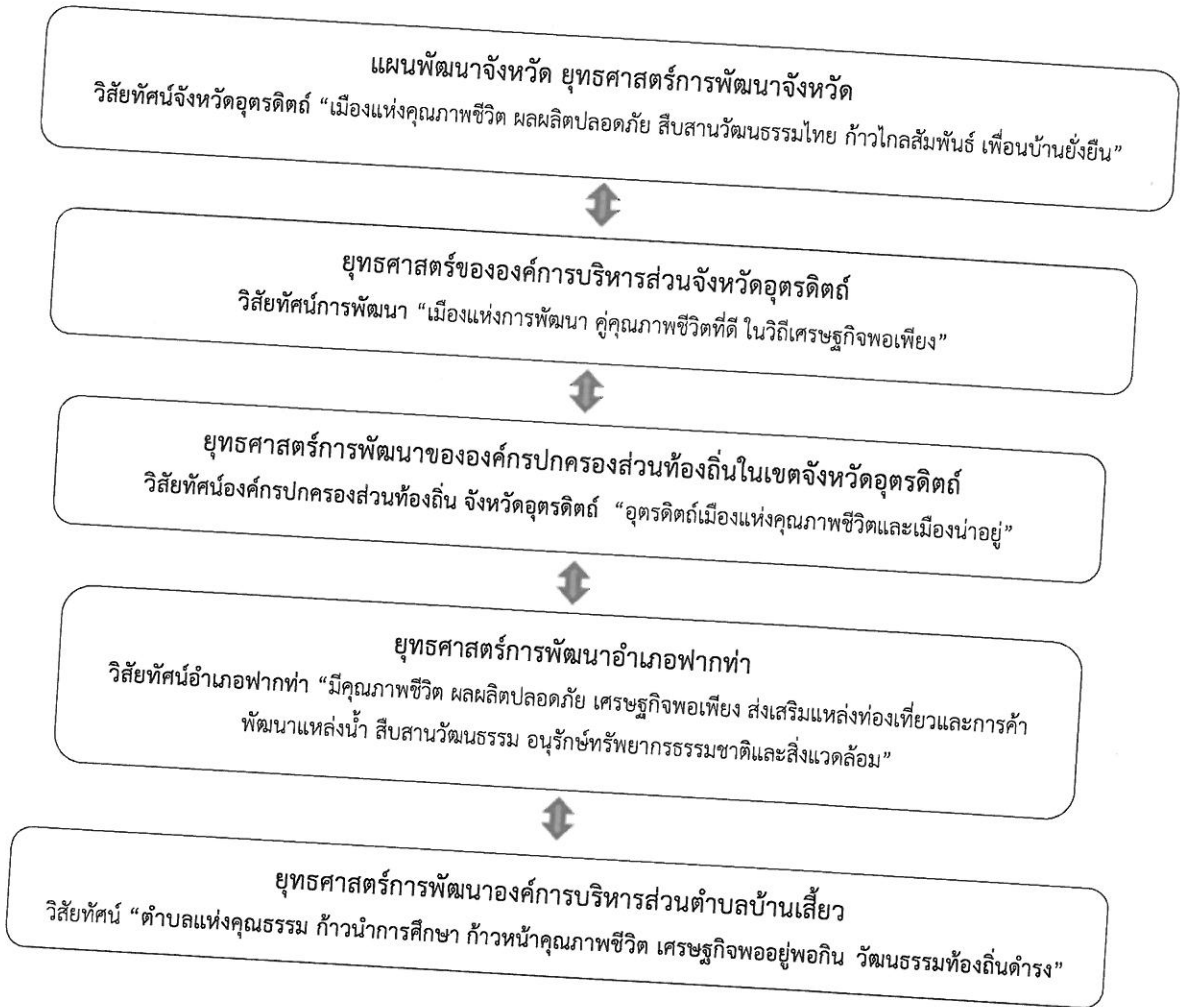 แผนพัฒนาจังหวัด ยุทธศาสตร์การพัฒนาจังหวัด
วิสัยทัศน์จังหวัดอุตรดิตถ์ “เมืองแห่งคุณภาพชีวิต ผลผลิตปลอดภัย สืบสานวัฒนธรรมไทย ก้าวไกลสัมพันธ์ เพื่อนบ้านยั่งยืน”
ยุทธศาสตร์ขององค์การบริหารส่วนจังหวัดอุตรดิตถ์
วิสัยทัศน์การพัฒนา “เมืองแห่งการพัฒนา คู่คุณภาพชีวิตที่ดี ในวิถีเศรษฐกิจพอเพียง”
ยุทธศาสตร์การพัฒนาขององค์กรปกครองส่วนท้องถิ่นในเขตจังหวัดอุตรดิตถ์
วิสัยทัศน์องค์กรปกครองส่วนท้องถิ่น จังหวัดอุตรดิตถ์ “อุตรดิตถ์เมืองแห่งคุณภาพชีวิตและเมืองน่าอยู่”
ยุทธศาสตร์การพัฒนาอำเภอฟากท่า
วิสัยทัศน์อำเภอฟากท่า “มีคุณภาพชีวิต ผลผลิตปลอดภัย เศรษฐกิจพอเพียง ส่งเสริมแหล่งท่องเที่ยวและการค้า
พัฒนาแหล่งน้ำ สืบสานวัฒนธรรม อนุรักษ์ทรัพยากรธรรมชาติและสิ่งแวดล้อม”
ยุทธศาสตร์การพัฒนาองค์การบริหารส่วนตำบลบ้านเสี้ยว
วิสัยทัศน์ “ตำบลแห่งคุณธรรม ก้าวนำการศึกษา ก้าวหน้าคุณภาพชีวิต เศรษฐกิจพออยู่พอกิน วัฒนธรรมท้องถิ่นดำรง”